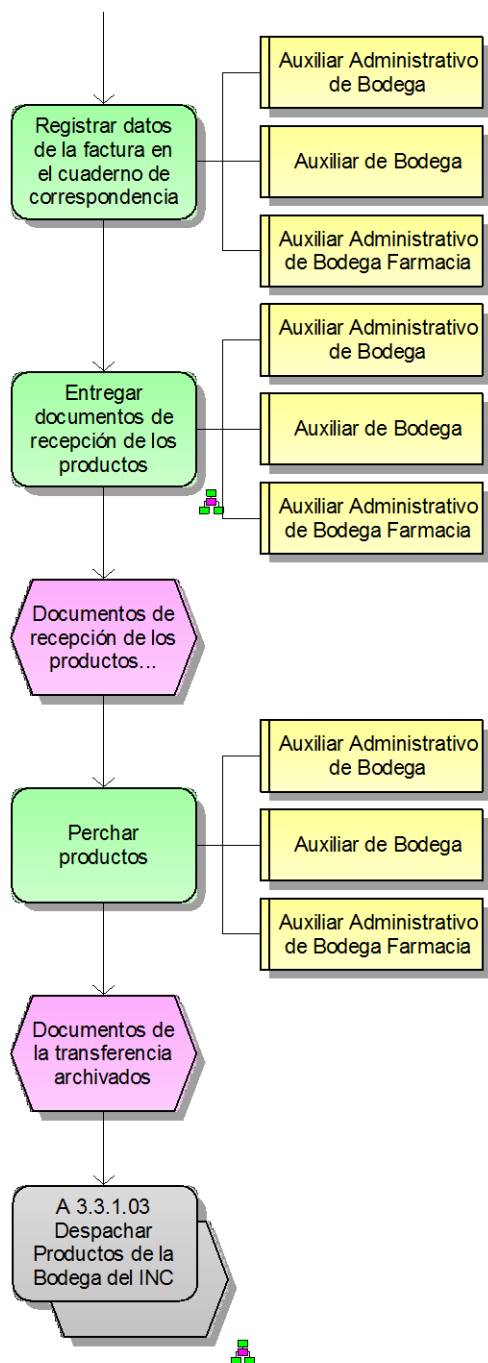 Registrar datos
de la factura en
el cuaderno de
correspondencia
Auxiliar Administrativo
de Bodega
Auxiliar de Bodega
Auxiliar Administrativo
de Bodega Farmacia
Entregar
documentos de
recepción de los
productos
Auxiliar Administrativo
de Bodega
Auxiliar de Bodega
Auxiliar Administrativo
de Bodega Farmacia
Documentos de
recepción de los
productos...
Perchar
productos
Auxiliar Administrativo
de Bodega
Auxiliar de Bodega
Auxiliar Administrativo
de Bodega Farmacia
Documentos de
la transferencia
archivados
A 3.3.1.03
Despachar
Productos de la
Bodega del INC